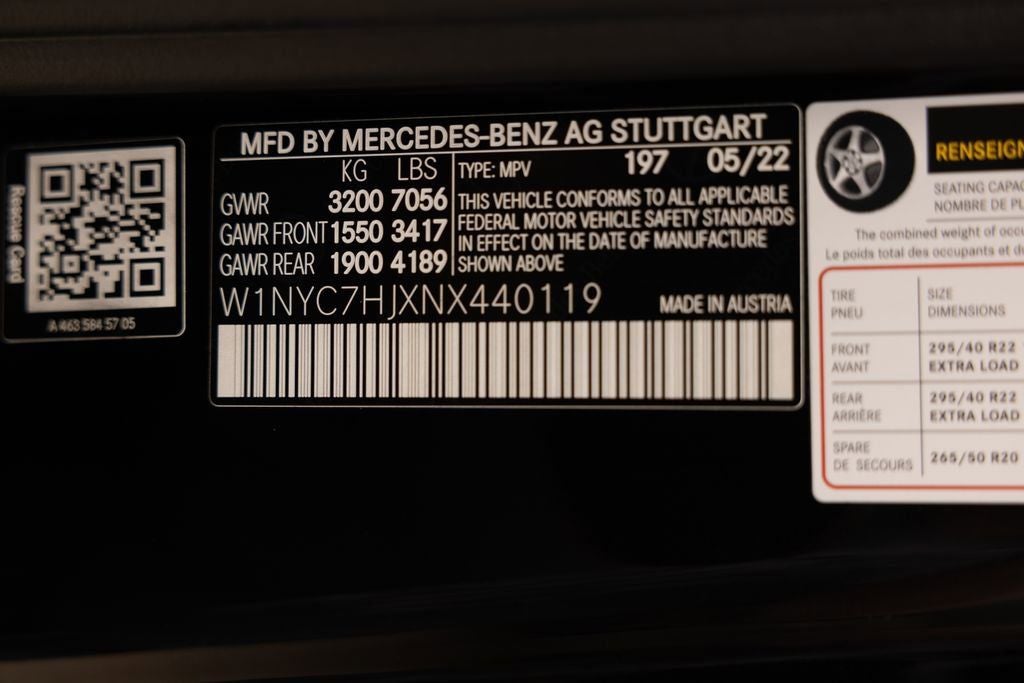 Rescue Card
A 463 584 57 05
MFD BY MERCEDES-BENZ AG STUTTGART
KG LBS
GWR 3200 7056
GAWR FRONT 1550 3417
GAWR REAR 1900 4189
TYPE: MPV 197 05/22
THIS VEHICLE CONFORMS TO ALL APPLICABLE
FEDERAL MOTOR VEHICLE SAFETY STANDARDS
IN EFFECT ON THE DATE OF MANUFACTURE
SHOWN ABOVE
W1NYC7HJXNX440119
MADE IN AUSTRIA
RENSEIGN
SEATING CAPAC
NOMBRE DE PL
The combined weight of occu
Le poids total des occupants et d
TIRE SIZE
PNEU DIMENSIONS
FRONT 295/40 R22
AVANT EXTRA LOAD
REAR 295/40 R22
ARRIÈRE EXTRA LOAD
SPARE
DE SECOURS 265/50 R20